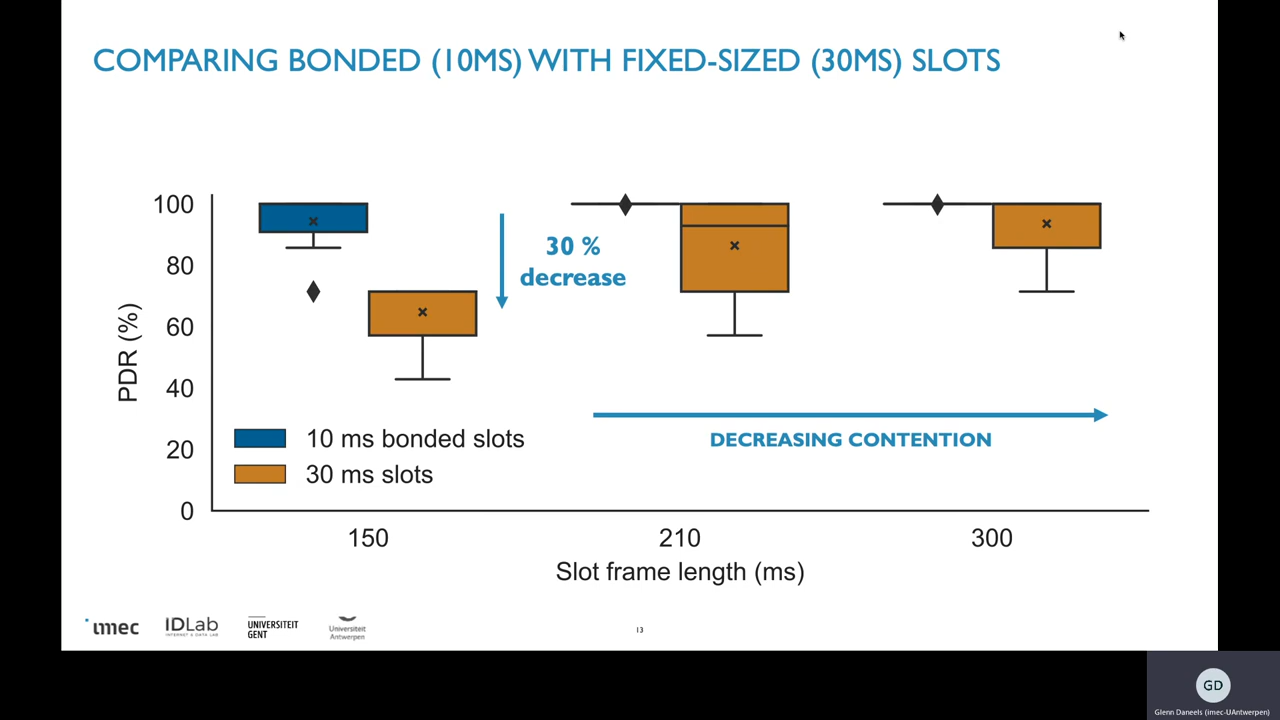 COMPARING BONDED (10MS) WITH FIXED-SIZED (30MS) SLOTS
100
80
60
40
20
0
PDR (%)
30 %
decrease
DECREASING CONTENTION
10 ms bonded slots
30 ms slots
150
210
300
Slot frame length (ms)
imec
IDLab
INTERNET & DATA LAB
UNIVERSITEIT
GENT
Universiteit
Antwerpen
13
GD
Glenn Daneels (imec-UAntwerpen)